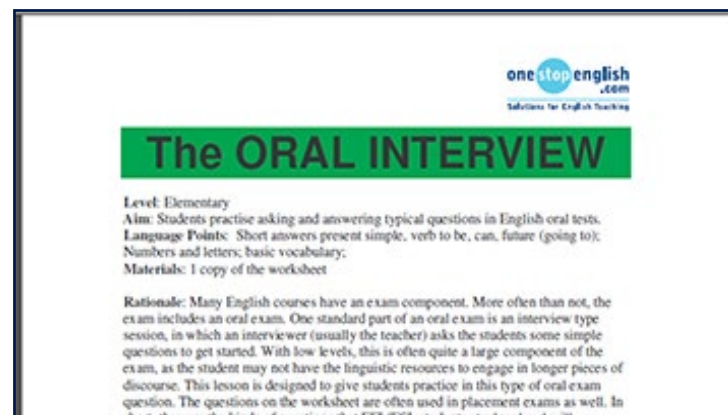 one stop english
.com
Solutions for English Teaching
The ORAL INTERVIEW
Level: Elementary
Aim: Students practise asking and answering typical questions in English oral tests.
Language Points: Short answers present simple, verb to be, can, future (going to);
Numbers and letters; basic vocabulary;
Materials: 1 copy of the worksheet
Rationale: Many English courses have an exam component. More often than not, the
exam includes an oral exam. One standard part of an oral exam is an interview type
session, in which an interviewer (usually the teacher) asks the students some simple
questions to get started. With low levels, this is often quite a large component of the
exam, as the student may not have the linguistic resources to engage in longer pieces of
discourse. This lesson is designed to give students practice in this type of oral exam
question. The questions on the worksheet are often used in placement exams as well. In